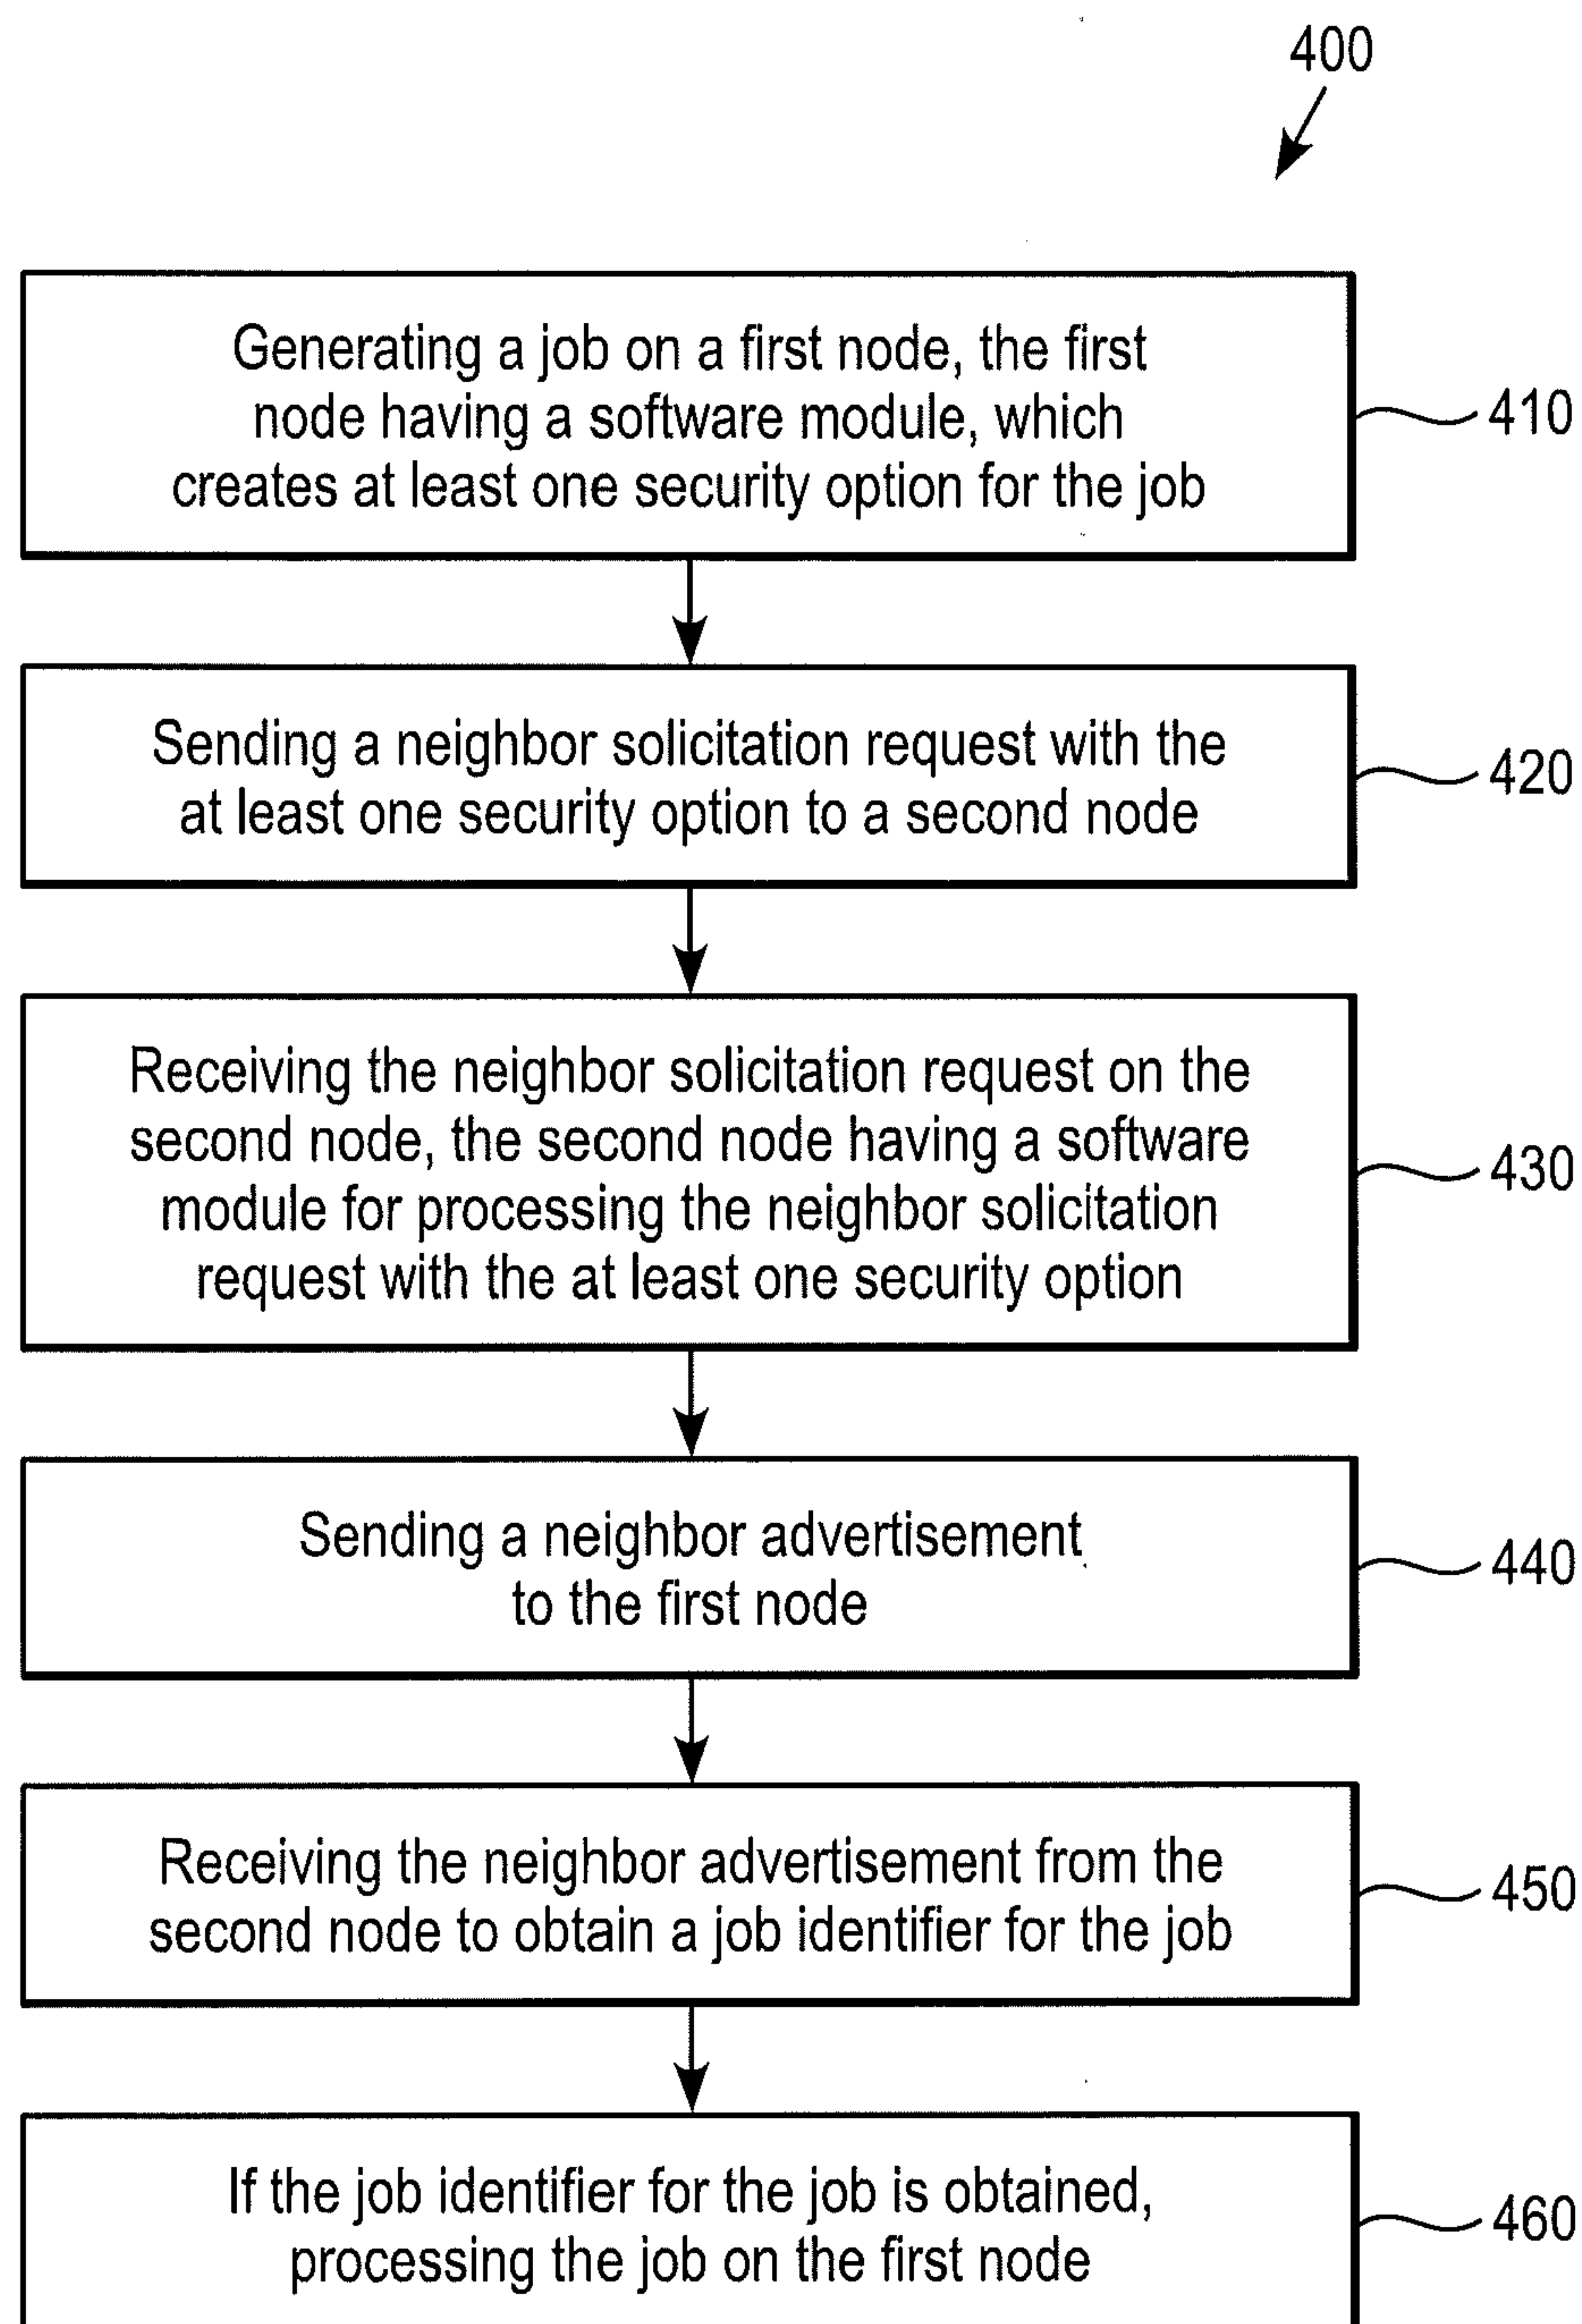 400
Generating a job on a first node, the first
node having a software module, which
creates at least one security option for the job
410
Sending a neighbor solicitation request with the
at least one security option to a second node
420
Receiving the neighbor solicitation request on the
second node, the second node having a software
module for processing the neighbor solicitation
request with the at least one security option
430
Sending a neighbor advertisement
to the first node
440
Receiving the neighbor advertisement from the
second node to obtain a job identifier for the job
450
If the job identifier for the job is obtained,
processing the job on the first node
460